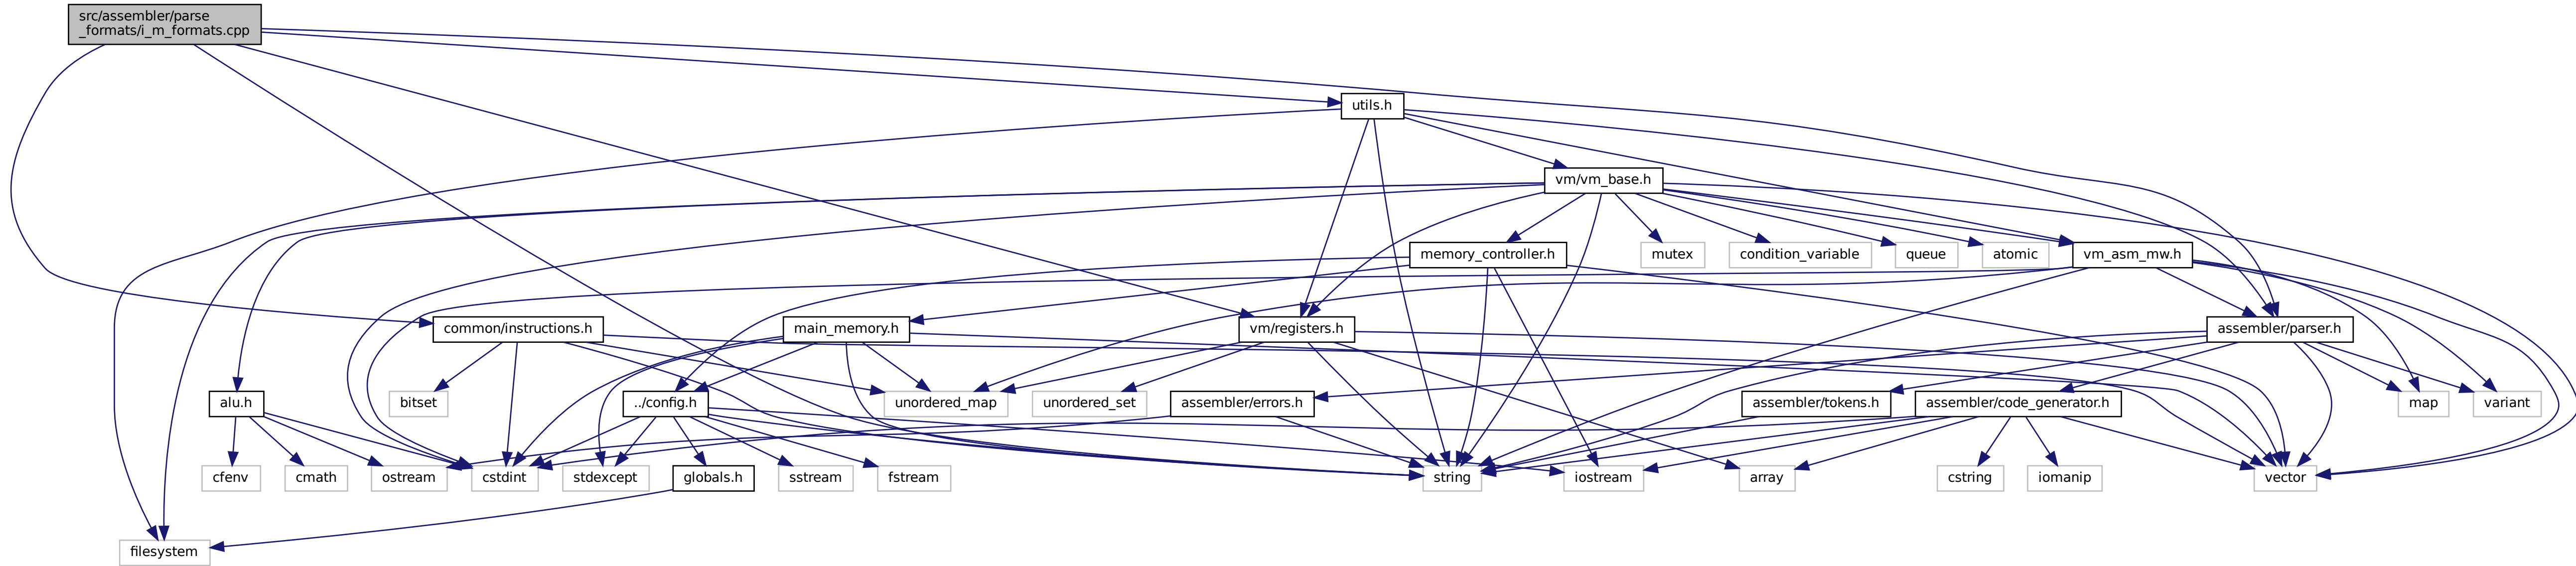 src/assembler/parse
_formats/i_m_formats.cpp
utils.h
vm/vm_base.h
memory_controller.h
mutex
condition_variable
queue
atomic
vm_asm_mw.h
common/instructions.h
main_memory.h
vm/registers.h
assembler/parser.h
alu.h
bitset
../config.h
unordered_map
unordered_set
assembler/errors.h
assembler/tokens.h
assembler/code_generator.h
map
variant
cfenv
cmath
ostream
cstdint
stdexcept
globals.h
sstream
fstream
string
iostream
array
cstring
iomanip
vector
filesystem